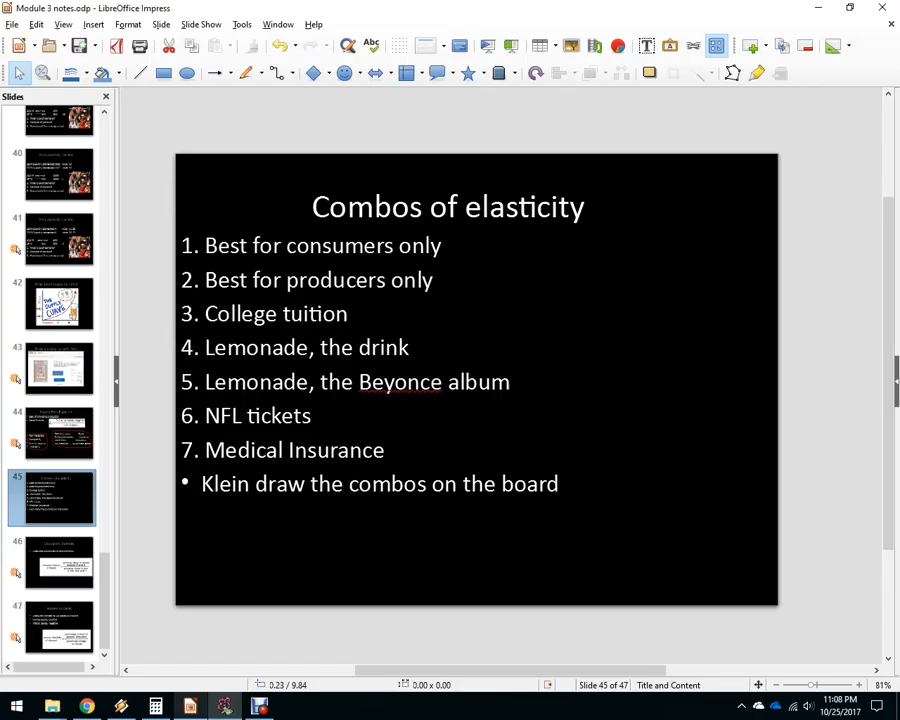 Module 3 notes.odp - LibreOffice Impress
File Edit View Insert Format Slide Slide Show Tools Window Help
Slides
40
41
42
THE SUPPLY CURVE
43
44
45
46
47
Combos of elasticity
1. Best for consumers only
2. Best for producers only
3. College tuition
4. Lemonade, the drink
5. Lemonade, the Beyonce album
6. NFL tickets
7. Medical Insurance
• Klein draw the combos on the board
0.23 / 9.84
0.00 x 0.00
Slide 45 of 47
Title and Content
81%
11:08 PM
10/25/2017